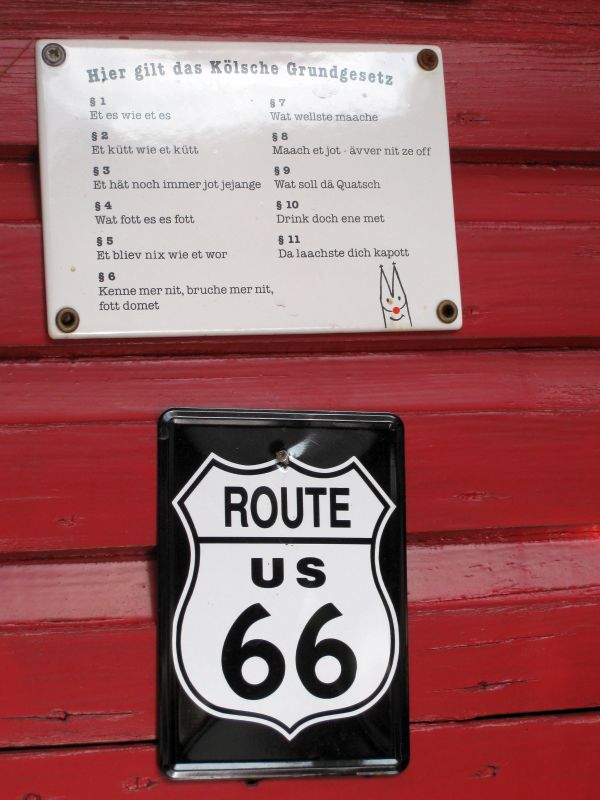 Hier gilt das Kölsche Grundgesetz
§ 1
Et es wie et es
§ 2
Et kütt wie et kütt
§ 3
Et hät noch immer jot jejange
§ 4
Wat fott es es fott
§ 5
Et bliev nix wie et wor
§ 6
Kenne mer nit, bruche mer nit,
fott domet
§ 7
Wat wellste maache
§ 8
Maach et jot - ävver nit ze off
§ 9
Wat soll dä Quatsch
§ 10
Drink doch ene met
§ 11
Da laachste dich kapott
ROUTE
US
66